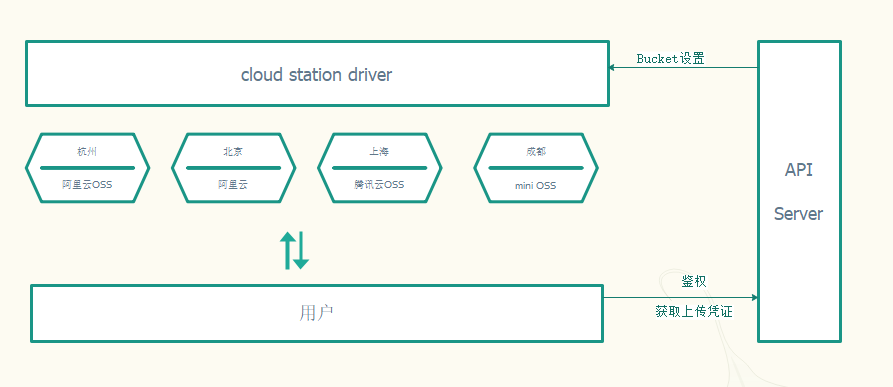 cloud station driver
Bucket设置
杭州
阿里云OSS
北京
阿里云
上海
腾讯云OSS
成都
mini OSS
API
Server
用户
鉴权
获取上传凭证